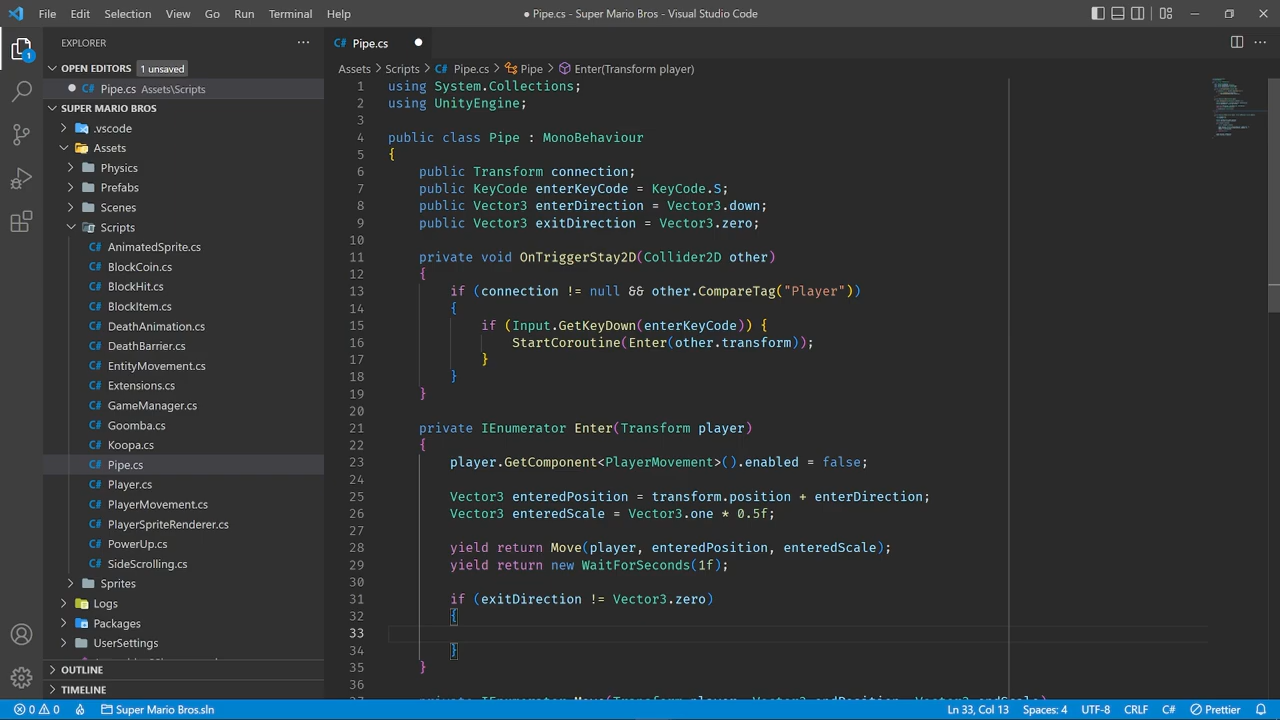 File Edit Selection View Go Run Terminal Help
● Pipe.cs - Super Mario Bros - Visual Studio Code
EXPLORER
OPEN EDITORS 1 unsaved
C# Pipe.cs Assets\Scripts
SUPER MARIO BROS
.vscode
Assets
Physics
Prefabs
Scenes
Scripts
C# AnimatedSprite.cs
C# BlockCoin.cs
C# BlockHit.cs
C# BlockItem.cs
C# DeathAnimation.cs
C# DeathBarrier.cs
C# EntityMovement.cs
C# Extensions.cs
C# GameManager.cs
C# Goomba.cs
C# Koopa.cs
C# Pipe.cs
C# Player.cs
C# PlayerMovement.cs
C# PlayerSpriteRenderer.cs
C# PowerUp.cs
C# SideScrolling.cs
Sprites
Logs
Packages
UserSettings
OUTLINE
TIMELINE
1
C# Pipe.cs
Assets > Scripts > C# Pipe.cs > Pipe > Enter(Transform player)
1 using System.Collections;
2 using UnityEngine;
3
4 public class Pipe : MonoBehaviour
5 {
6 public Transform connection;
7 public KeyCode enterKeyCode = KeyCode.S;
8 public Vector3 enterDirection = Vector3.down;
9 public Vector3 exitDirection = Vector3.zero;
10
11 private void OnTriggerStay2D(Collider2D other)
12 {
13 if (connection != null && other.CompareTag("Player"))
14 {
15 if (Input.GetKeyDown(enterKeyCode)) {
16 StartCoroutine(Enter(other.transform));
17 }
18 }
19 }
20
21 private IEnumerator Enter(Transform player)
22 {
23 player.GetComponent<PlayerMovement>().enabled = false;
24
25 Vector3 enteredPosition = transform.position + enterDirection;
26 Vector3 enteredScale = Vector3.one * 0.5f;
27
28 yield return Move(player, enteredPosition, enteredScale);
29 yield return new WaitForSeconds(1f);
30
31 if (exitDirection != Vector3.zero)
32 {
33
34 }
35 }
36
37 private IEnumerator Move(Transform player, Vector3 endPosition, Vector3 endScale)
0 0 Super Mario Bros.sln Ln 33, Col 13 Spaces: 4 UTF-8 CRLF C# Prettier